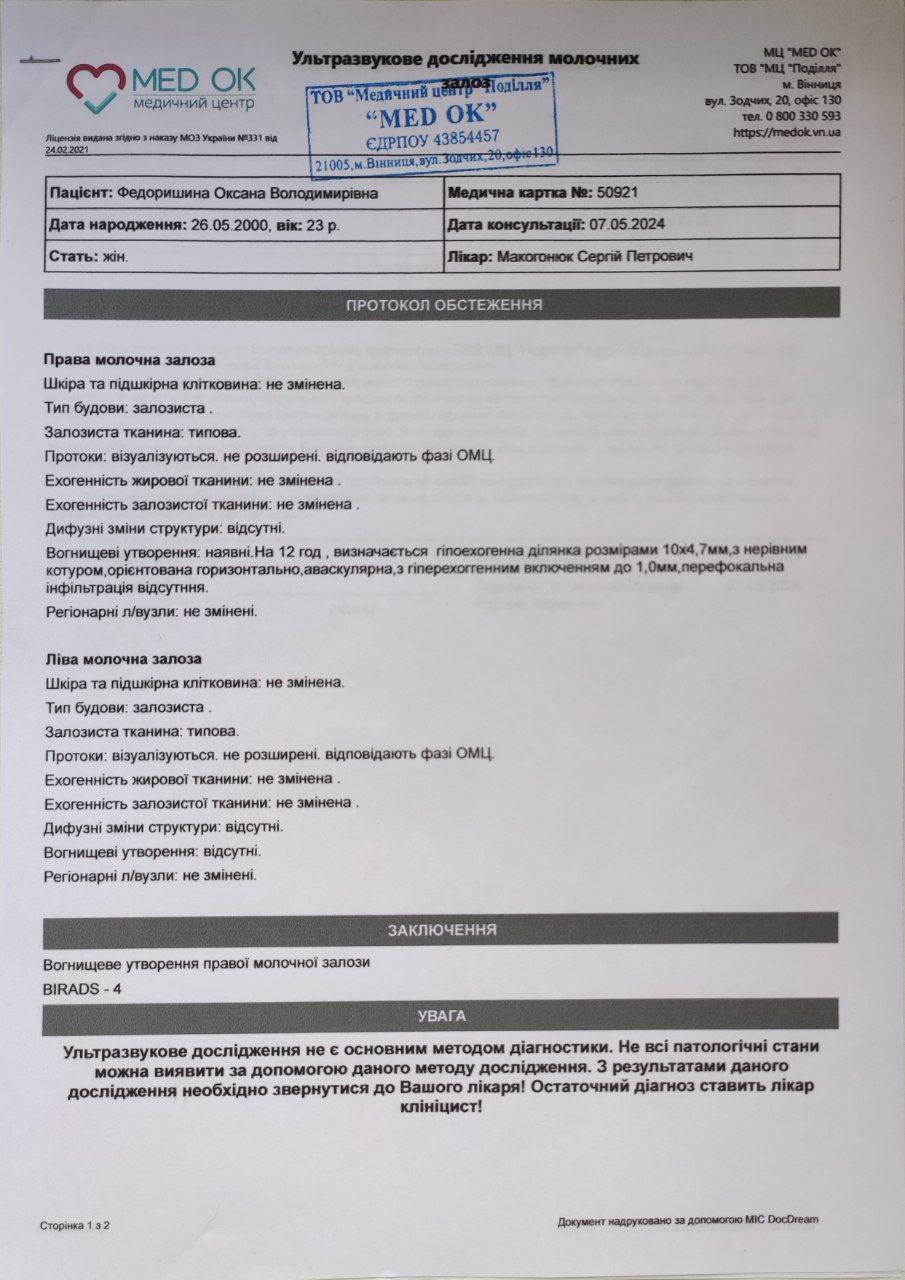 MED OK
медичний центр
Ліцензія видана згідно з наказу МОЗ України №331 від
24.02.2021
Ультразвукове дослідження молочних
залоз
ТОВ "Медичний центр "Поділля"
"MED OK"
ЄДРПОУ 43854457
21005,м.Вінниця,вул.Зодчих,20,офіс130
МЦ "MED OK"
ТОВ "МЦ "Поділля"
м. Вінниця
вул. Зодчих, 20, офіс 130
тел. 0 800 330 593
https://medok.vn.ua
Пацієнт: Федоришина Оксана Володимирівна
Медична картка №: 50921
Дата народження: 26.05.2000, вік: 23 р.
Дата консультації: 07.05.2024
Стать: жін.
Лікар: Макогонюк Сергій Петрович
ПРОТОКОЛ ОБСТЕЖЕННЯ
Права молочна залоза
Шкіра та підшкірна клітковина: не змінена.
Тип будови: залозиста .
Залозиста тканина: типова.
Протоки: візуалізуються. не розширені. відповідають фазі ОМЦ.
Ехогенність жирової тканини: не змінена .
Ехогенність залозистої тканини: не змінена .
Дифузні зміни структури: відсутні.
Вогнищеві утворення: наявні.На 12 год , визначається гіпоехогенна ділянка розмірами 10х4,7мм,з нерівним
котуром,орієнтована горизонтально,аваскулярна,з гіперехоггенним включенням до 1,0мм,перефокальна
інфільтрація відсутння.
Регіонарні л/вузли: не змінені.
Ліва молочна залоза
Шкіра та підшкірна клітковина: не змінена.
Тип будови: залозиста .
Залозиста тканина: типова.
Протоки: візуалізуються. не розширені. відповідають фазі ОМЦ.
Ехогенність жирової тканини: не змінена .
Ехогенність залозистої тканини: не змінена .
Дифузні зміни структури: відсутні.
Вогнищеві утворення: відсутні.
Регіонарні л/вузли: не змінені.
ЗАКЛЮЧЕННЯ
Вогнищеве утворення правої молочної залози
BIRADS - 4
УВАГА
Ультразвукове дослідження не є основним методом діагностики. Не всі патологічні стани
можна виявити за допомогою даного методу дослідження. З результатами даного
дослідження необхідно звернутися до Вашого лікаря! Остаточний діагноз ставить лікар
клініцист!
Сторінка 1 з 2
Документ надруковано за допомогою МІС DocDream